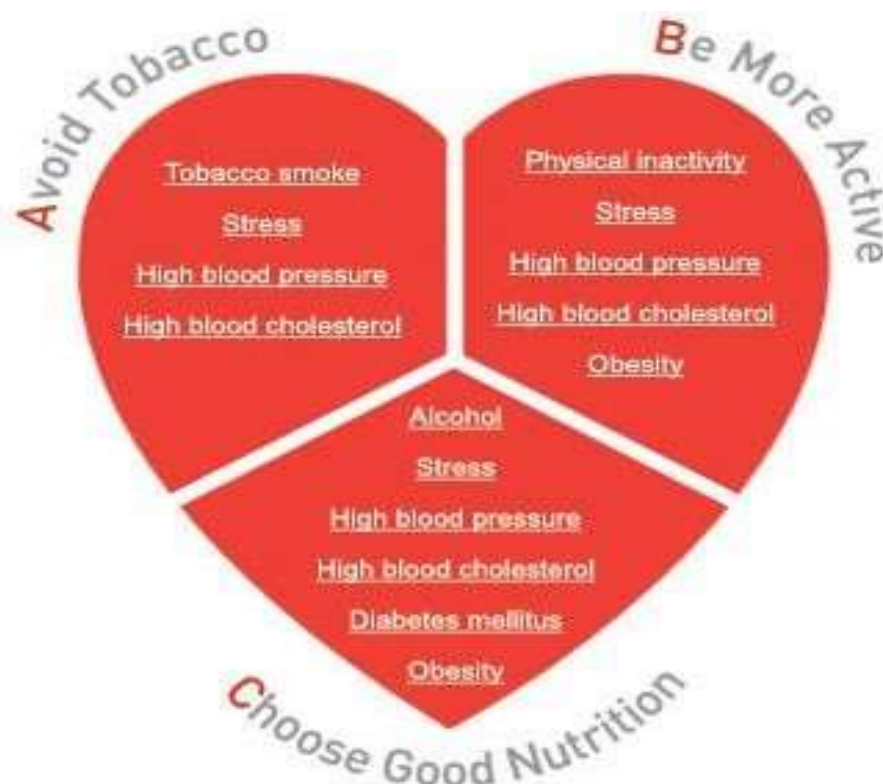 Avoid Tobacco
Tobacco smoke
Stress
High blood pressure
High blood cholesterol
Be More Active
Physical inactivity
Stress
High blood pressure
High blood cholesterol
Obesity
Alcohol
Stress
High blood pressure
High blood cholesterol
Diabetes mellitus
Obesity
Choose Good Nutrition